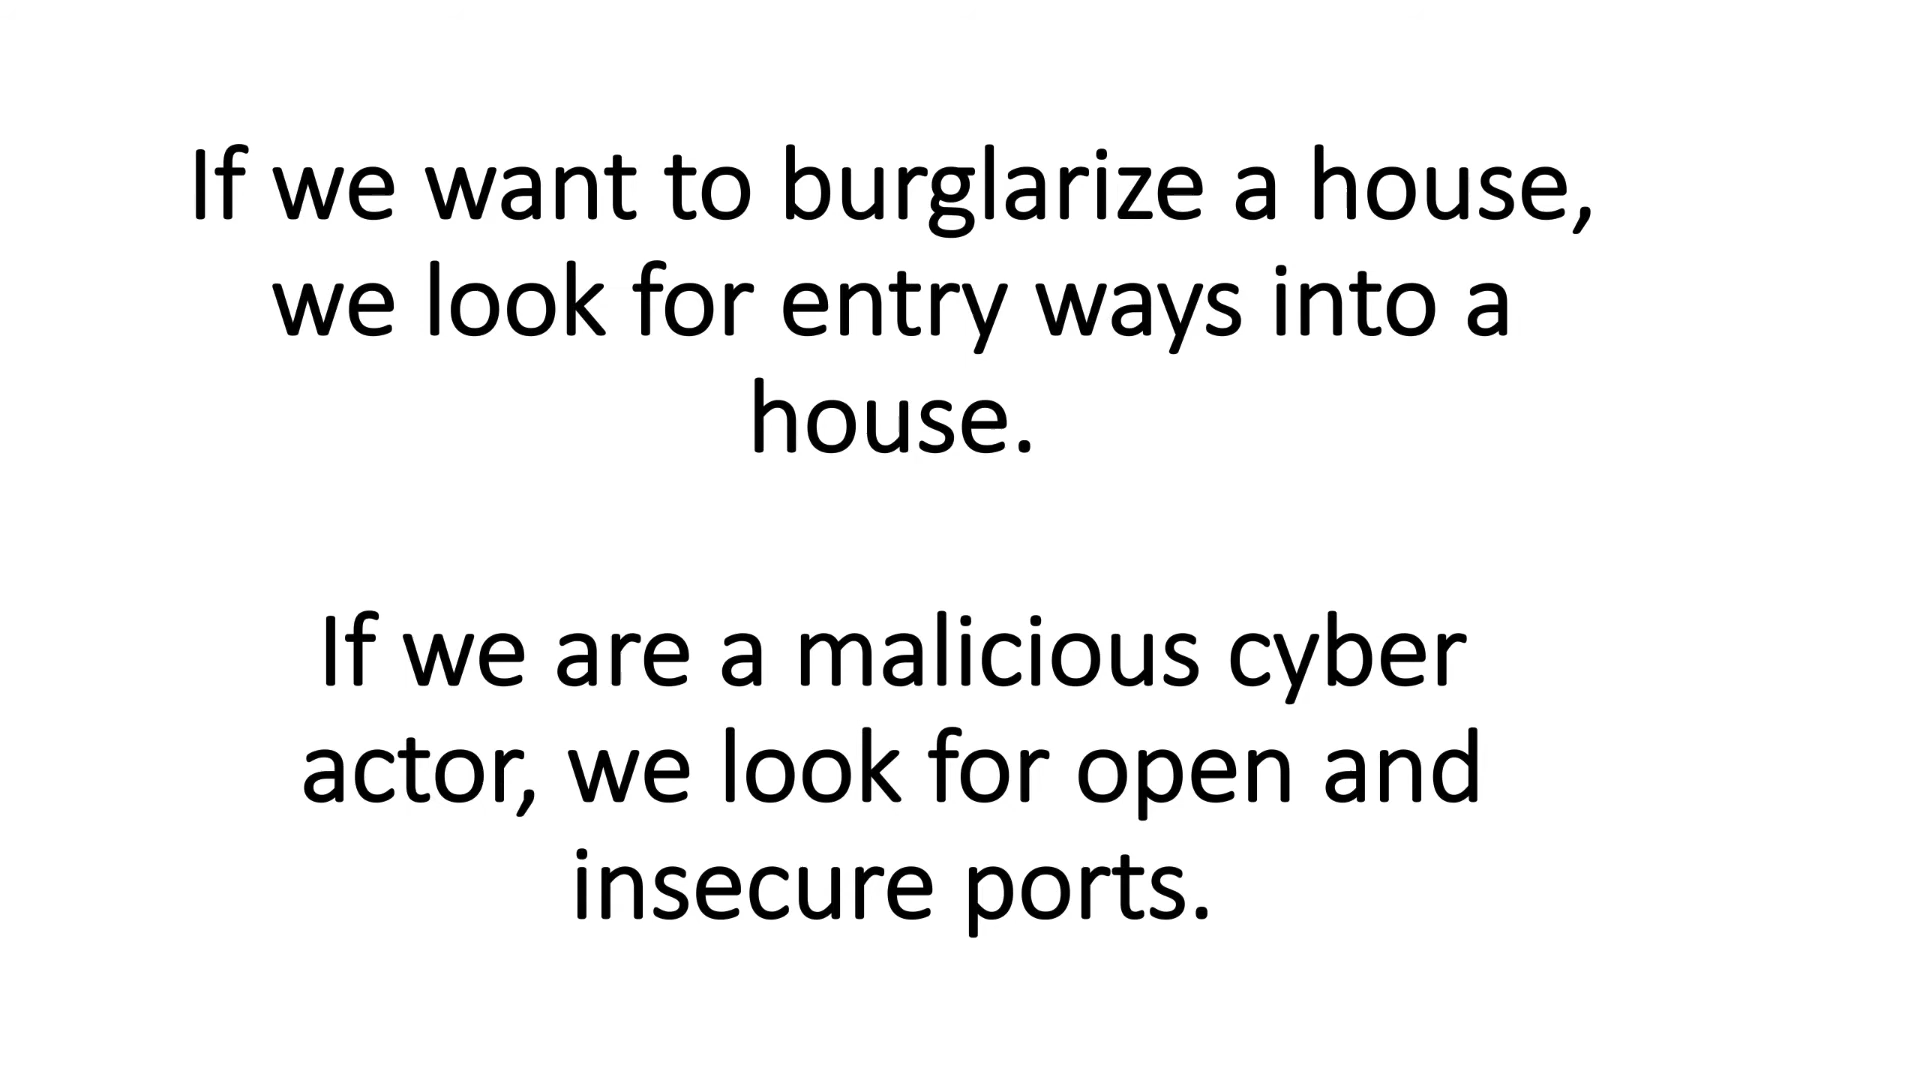 If we want to burglarize a house,
we look for entry ways into a
house.
If we are a malicious cyber
actor, we look for open and
insecure ports.